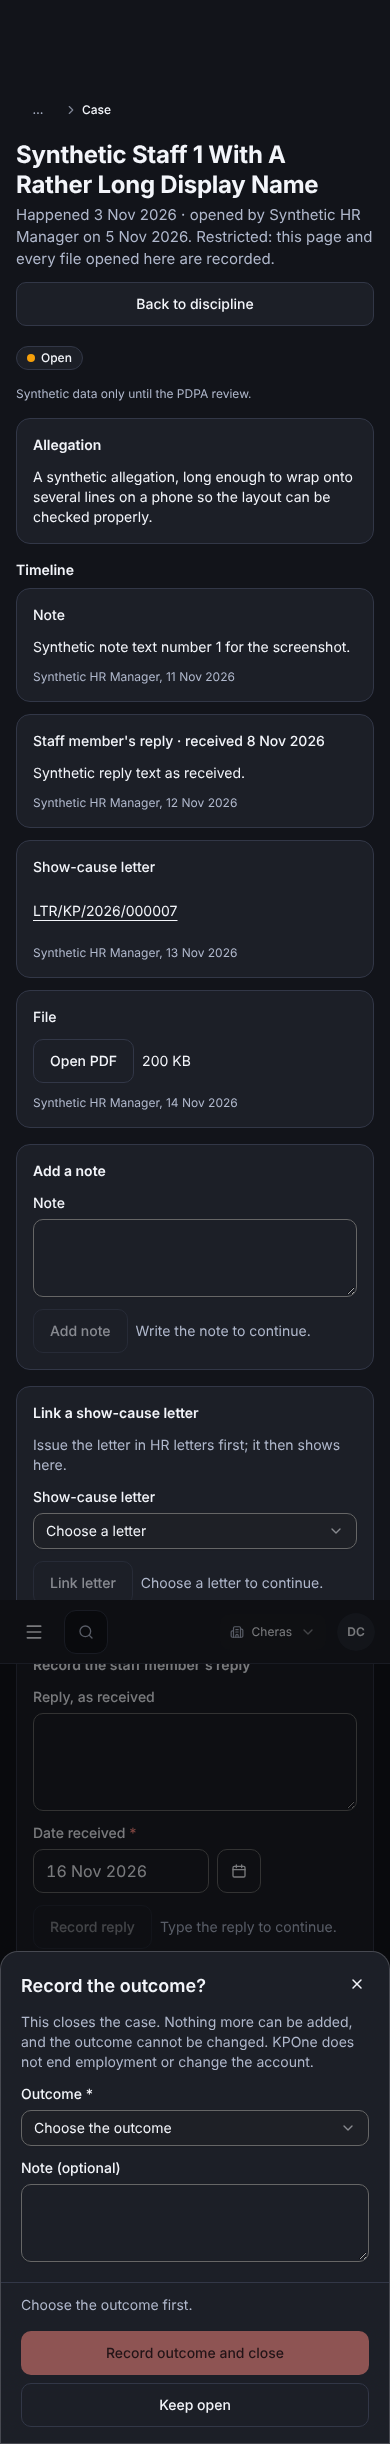 ... > Case
Synthetic Staff 1 With A
Rather Long Display Name
Happened 3 Nov 2026 · opened by Synthetic HR
Manager on 5 Nov 2026. Restricted: this page and
every file opened here are recorded.
Back to discipline
Open
Synthetic data only until the PDPA review.
Allegation
A synthetic allegation, long enough to wrap onto
several lines on a phone so the layout can be
checked properly.
Timeline
Note
Synthetic note text number 1 for the screenshot.
Synthetic HR Manager, 11 Nov 2026
Staff member's reply · received 8 Nov 2026
Synthetic reply text as received.
Synthetic HR Manager, 12 Nov 2026
Show-cause letter
LTR/KP/2026/000007
Synthetic HR Manager, 13 Nov 2026
File
Open PDF 200 KB
Synthetic HR Manager, 14 Nov 2026
Add a note
Note
Add note Write the note to continue.
Link a show-cause letter
Issue the letter in HR letters first; it then shows
here.
Show-cause letter
Choose a letter
Link letter Choose a letter to continue.
Cheras DC
Record the staff member's reply
Reply, as received
Date received *
16 Nov 2026
Record reply Type the reply to continue.
Record the outcome?
This closes the case. Nothing more can be added,
and the outcome cannot be changed. KPOne does
not end employment or change the account.
Outcome *
Choose the outcome
Note (optional)
Choose the outcome first.
Record outcome and close
Keep open